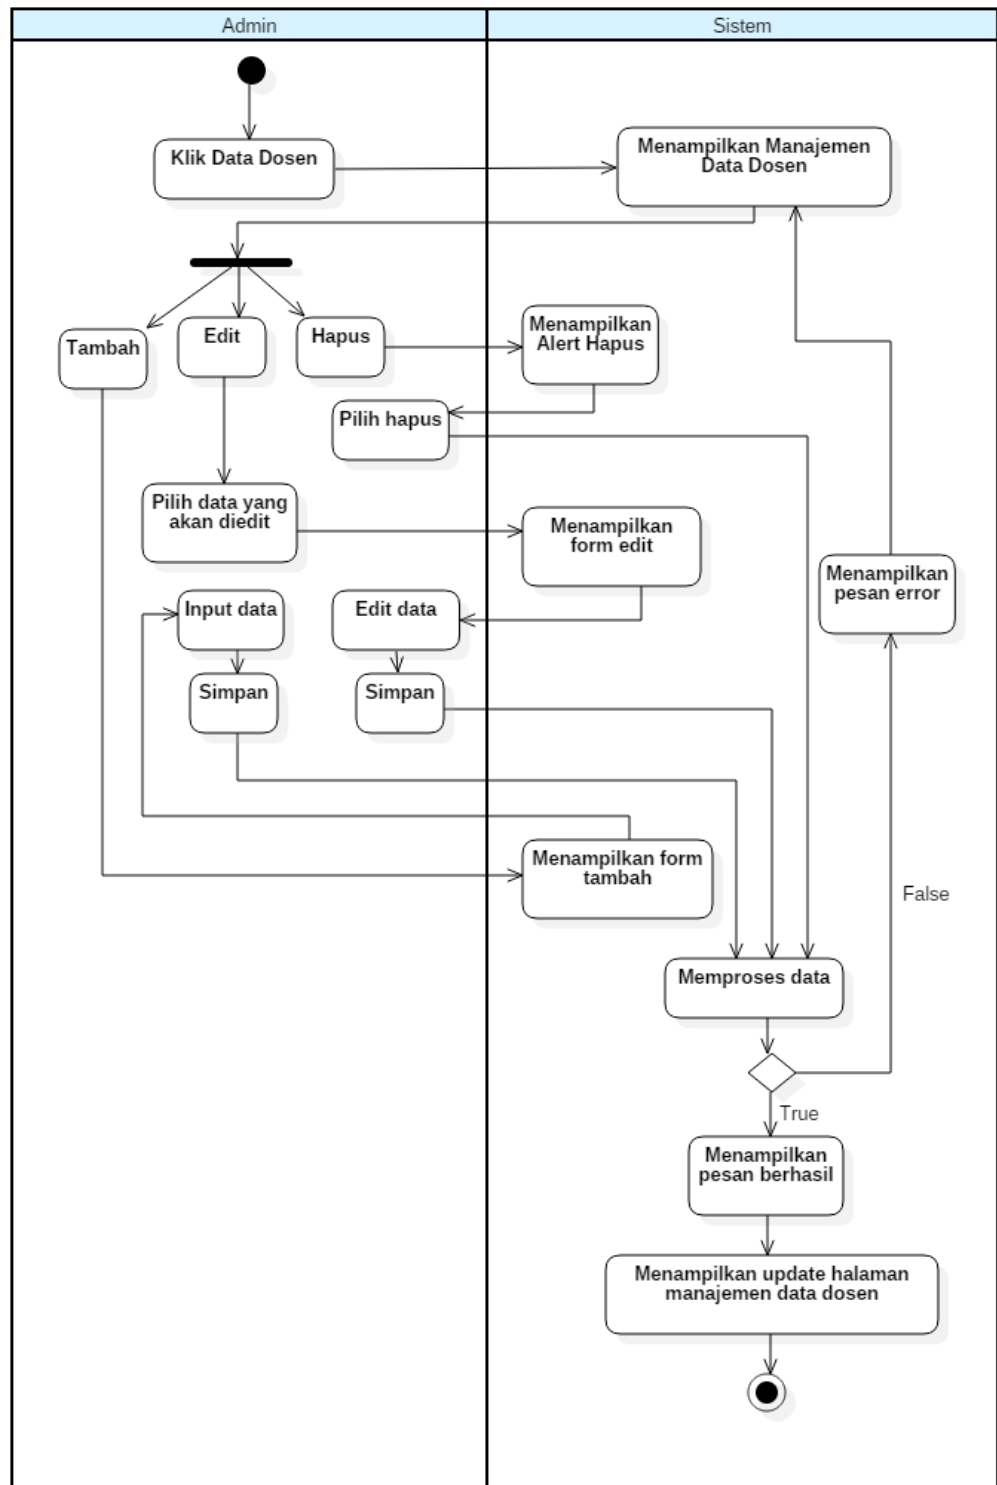 Admin
Sistem
Klik Data Dosen
Menampilkan Manajemen
Data Dosen
Tambah
Edit
Hapus
Menampilkan
Alert Hapus
Pilih hapus
Pilih data yang
akan diedit
Menampilkan
form edit
Menampilkan
pesan error
Input data
Edit data
Simpan
Simpan
Menampilkan form
tambah
False
Memproses data
True
Menampilkan
pesan berhasil
Menampilkan update halaman
manajemen data dosen